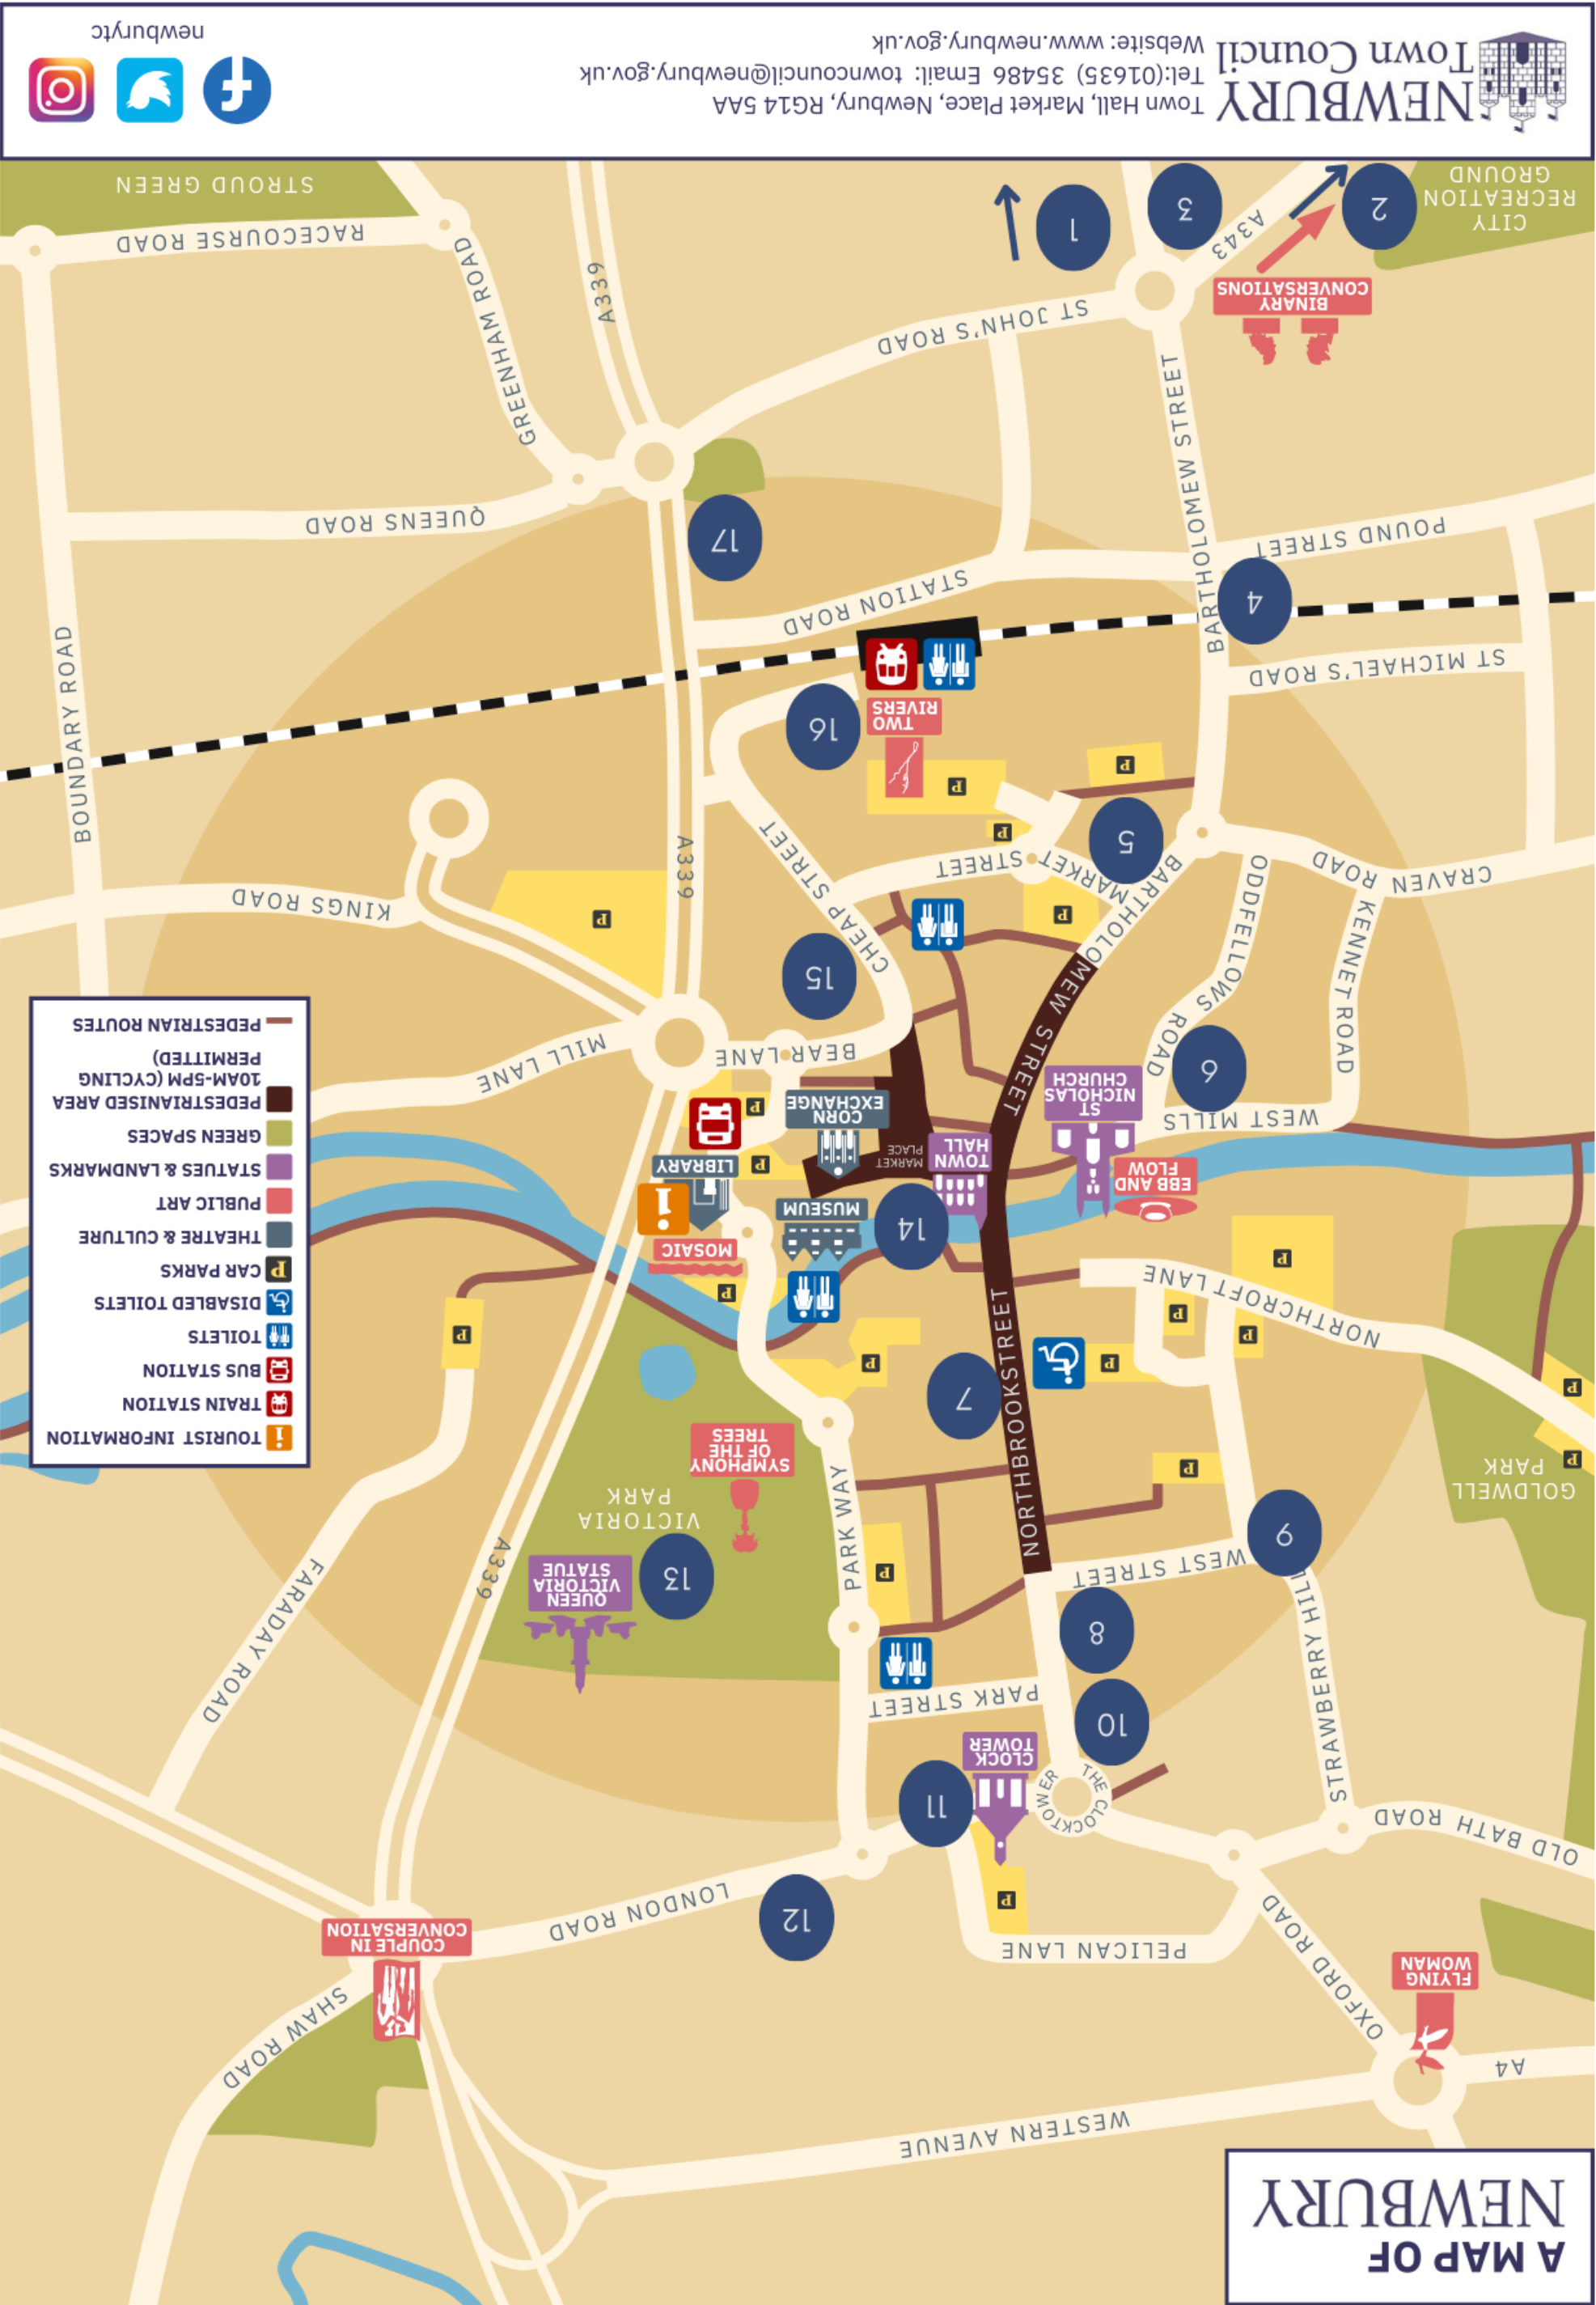 A MAP OF
NEWBURY
A4
WESTERN AVENUE
FLYING
WOMAN
OXFORD ROAD
SHAW ROAD
PELICAN LANE
COUPLE IN
CONVERSATION
LONDON ROAD
12
P
OLD BATH ROAD
THE CLOCKTOWER
11
CLOCK
TOWER
10
PARK STREET
STRAWBERRY HILL
FARADAY ROAD
8
QUEEN
VICTORIA
STATUE
13
P
WEST STREET
9
A339
VICTORIA
PARK
PARK WAY
GOLDWELL
PARK
P
P
SYMPHONY
OF THE
TREES
NORTHBROOK STREET
7
P
P
P
P
P
P
P
NORTHCROFT LANE
P
P
MOSAIC
14
MUSEUM
LIBRARY
P
EBB AND
FLOW
TOWN
HALL
MARKET
PLACE
ST
NICHOLAS
CHURCH
CORN
EXCHANGE
P
WEST MILLS
6
BEAR LANE
MILL LANE
KENNET ROAD
ODDFELLOWS ROAD
BARTHOLOMEW STREET
15
CHEAP STREET
P
P
KINGS ROAD
CRAVEN ROAD
MARKET STREET
5
A339
P
P
P
BOUNDARY ROAD
TWO
RIVERS
16
ST MICHAEL'S ROAD
4
STATION ROAD
POUND STREET
17
QUEENS ROAD
BARTHOLOMEW STREET
GREENHAM ROAD
ST JOHN'S ROAD
A339
BINARY
CONVERSATIONS
A343
RACECOURSE ROAD
1
3
2
CITY
RECREATION
GROUND
STROUD GREEN
TOURIST INFORMATION
TRAIN STATION
BUS STATION
TOILETS
DISABLED TOILETS
P CAR PARKS
THEATRE & CULTURE
PUBLIC ART
STATUES & LANDMARKS
GREEN SPACES
PEDESTRIANISED AREA
10AM-5PM (CYCLING
PERMITTED)
PEDESTRIAN ROUTES
NEWBURY
Town Council
Town Hall, Market Place, Newbury, RG14 5AA
Tel:(01635) 35486 Email: towncouncil@newbury.gov.uk
Website: www.newbury.gov.uk
newburytc